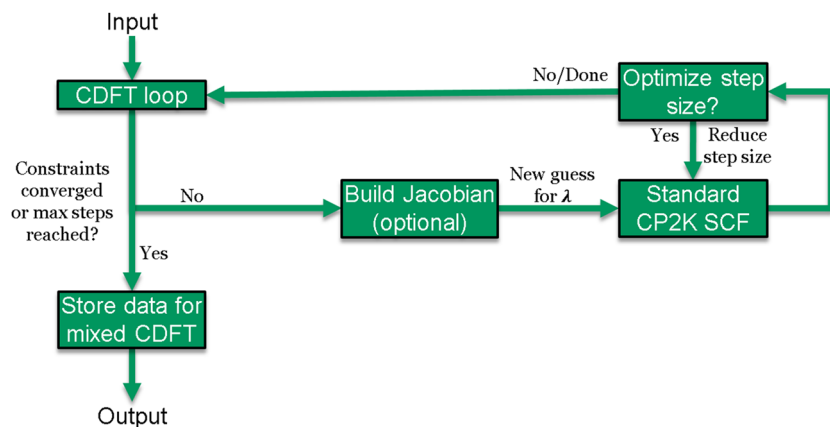 Input
CDFT loop
No/Done
Optimize step
size?
Yes
Reduce
step size
Constraints
converged
or max steps
reached?
No
Build Jacobian
(optional)
New guess
for λ
Standard
CP2K SCF
Yes
Store data for
mixed CDFT
Output